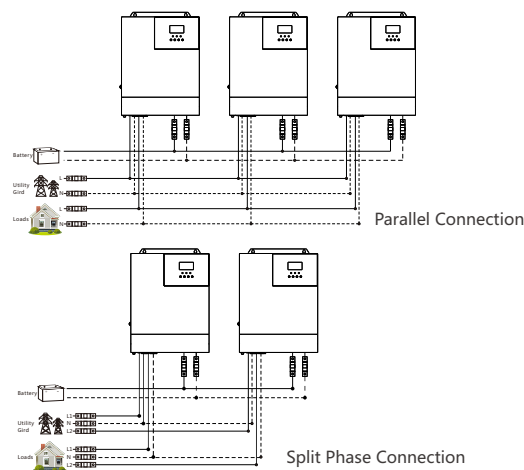 Battery
Utility
Gird
L
N
Loads
L
N
Parallel Connection
Battery
Utility
Gird
L1
N
L2
Loads
L1
N
L2
Split Phase Connection